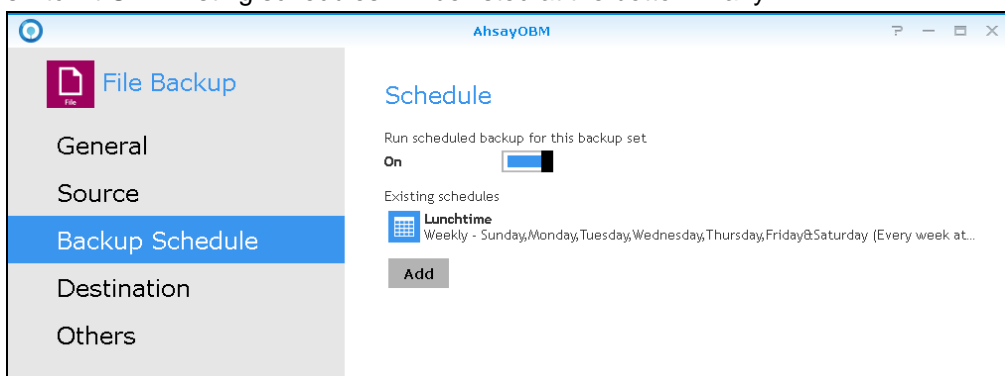 AhsayOBM
File Backup
File
General
Source
Backup Schedule
Destination
Others
Schedule
Run scheduled backup for this backup set
On
Existing schedules
Lunchtime
Weekly - Sunday,Monday,Tuesday,Wednesday,Thursday,Friday&Saturday (Every week at...
Add